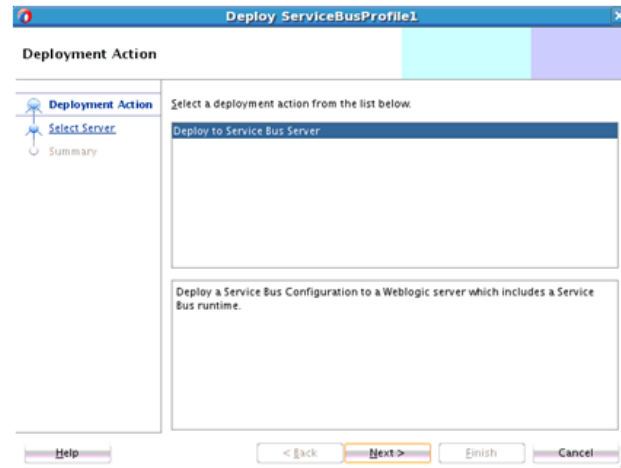 Deploy ServiceBusProfile1
Deployment Action
Deployment Action
Select Server
Summary
Select a deployment action from the list below.
Deploy to Service Bus Server
Deploy a Service Bus Configuration to a Weblogic server which includes a Service
Bus runtime.
Help
< Back
Next >
Finish
Cancel